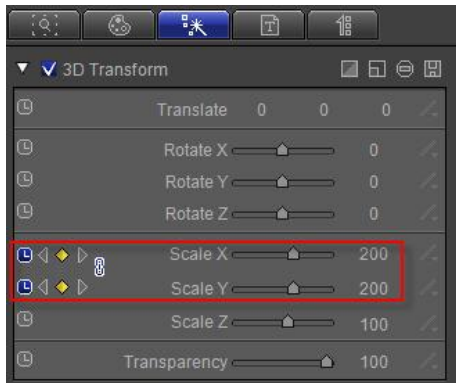 3D Transform
Translate 0 0 0
Rotate X 0
Rotate Y 0
Rotate Z 0
Scale X 200
Scale Y 200
Scale Z 100
Transparency 100